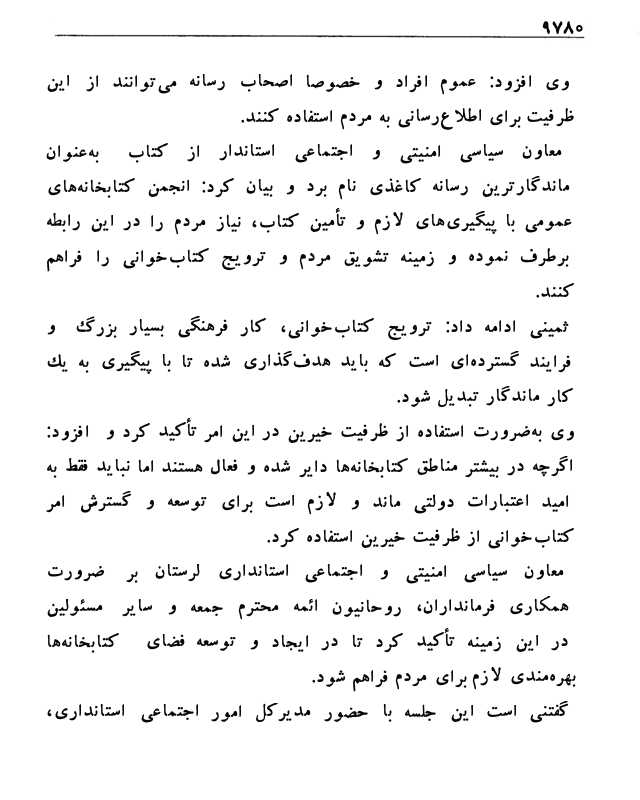 ۹۷۸۰
وی افزود: عموم افراد و خصوصا اصحاب رسانه می‌توانند از این
ظرفیت برای اطلاع‌رسانی به مردم استفاده کنند.
معاون سیاسی امنیتی و اجتماعی استاندار از کتاب به‌عنوان
ماندگارترین رسانه کاغذی نام برد و بیان کرد: انجمن کتابخانه‌های
عمومی با پیگیری‌های لازم و تأمین کتاب، نیاز مردم را در این رابطه
برطرف نموده و زمینه تشویق مردم و ترویج کتاب‌خوانی را فراهم
کنند.
ثمینی ادامه داد: ترویج کتاب‌خوانی، کار فرهنگی بسیار بزرگ و
فرایند گسترده‌ای است که باید هدف‌گذاری شده تا با پیگیری به یك
کار ماندگار تبدیل شود.
وی به‌ضرورت استفاده از ظرفیت خیرین در این امر تأکید کرد و افزود:
اگرچه در بیشتر مناطق کتابخانه‌ها دایر شده و فعال هستند اما نباید فقط به
امید اعتبارات دولتی ماند و لازم است برای توسعه و گسترش امر
کتاب‌خوانی از ظرفیت خیرین استفاده کرد.
معاون سیاسی امنیتی و اجتماعی استانداری لرستان بر ضرورت
همکاری فرمانداران، روحانیون ائمه محترم جمعه و سایر مسئولین
در این زمینه تأکید کرد تا در ایجاد و توسعه فضای کتابخانه‌ها
بهره‌مندی لازم برای مردم فراهم شود.
گفتنی است این جلسه با حضور مدیرکل امور اجتماعی استانداری،